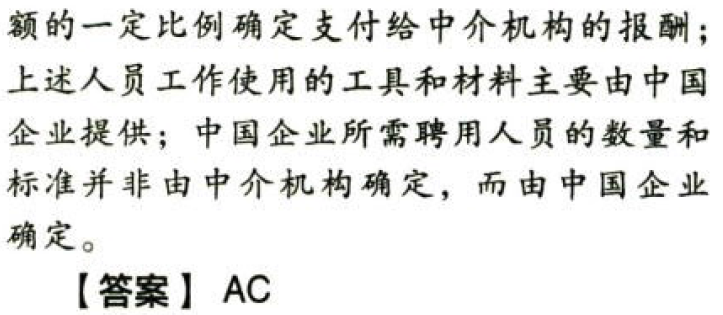 额的一定比例确定支付给中介机构的报酬；
上述人员工作使用的工具和材料主要由中国
企业提供；中国企业所需聘用人员的数量和
标准并非由中介机构确定，而由中国企业
确定。
【答案】 AC